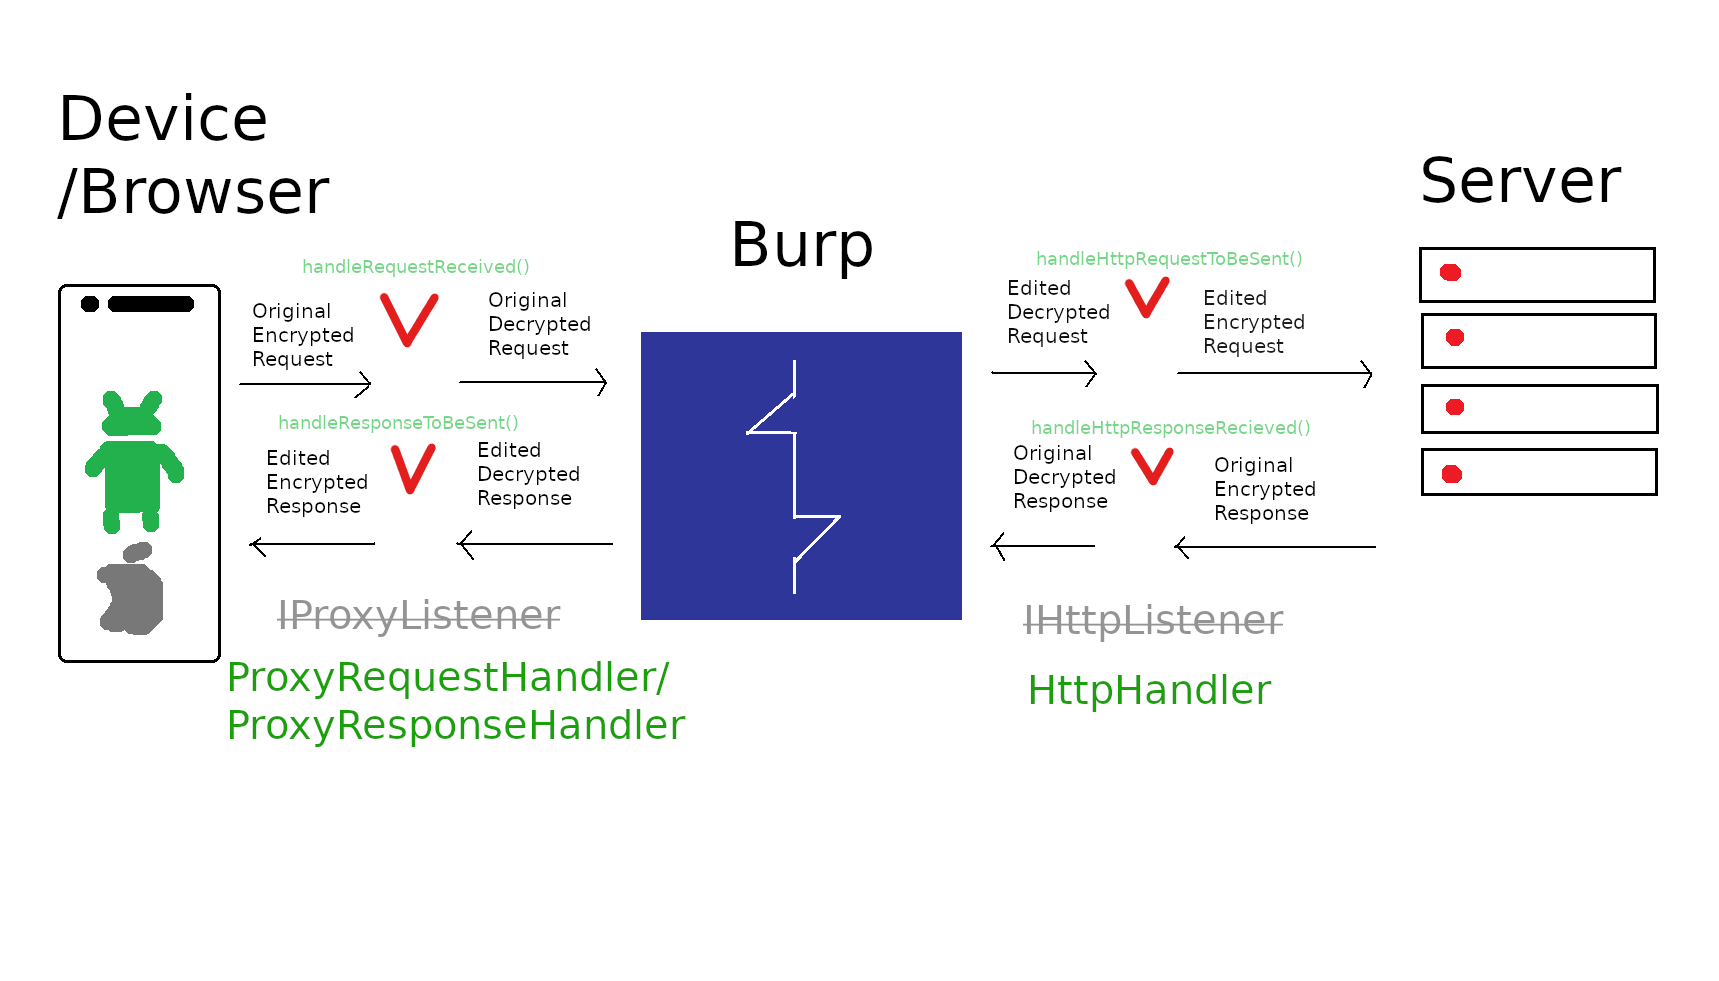 Device
/Browser
Burp
Server
handleRequestReceived()
Original
Encrypted
Request
Original
Decrypted
Request
handleResponseToBeSent()
Edited
Encrypted
Response
Edited
Decrypted
Response
IProxyListener
ProxyRequestHandler/
ProxyResponseHandler
handleHttpRequestToBeSent()
Edited
Decrypted
Request
Edited
Encrypted
Request
handleHttpResponseRecieved()
Original
Decrypted
Response
Original
Encrypted
Response
IHttpListener
HttpHandler